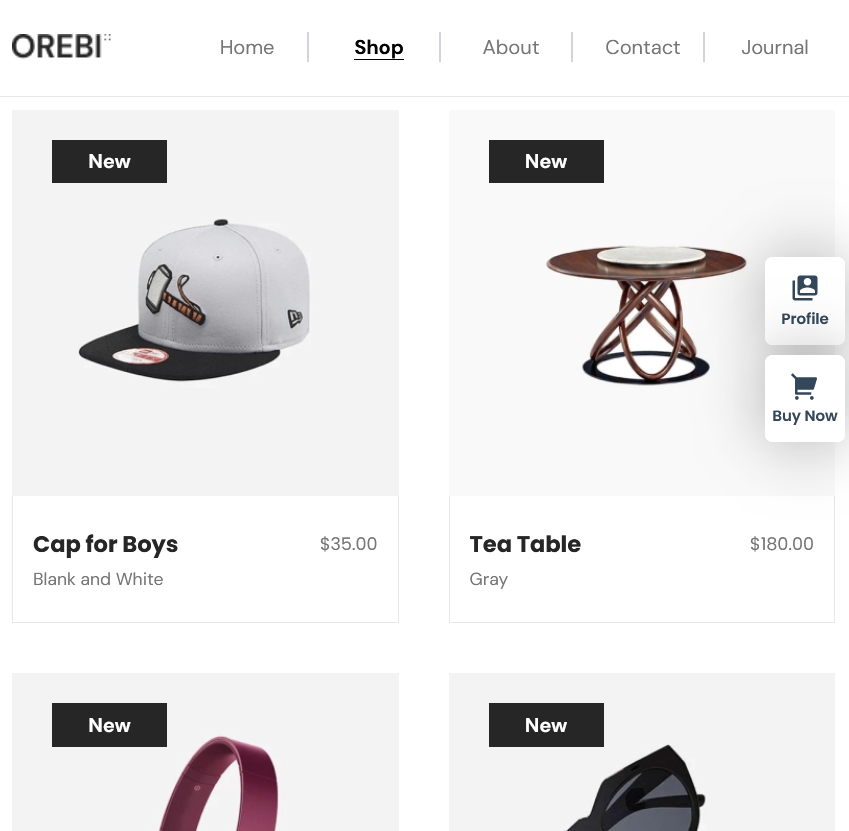 OREBI
Home
Shop
About
Contact
Journal
New
New
Profile
Buy Now
Cap for Boys
$35.00
Blank and White
Tea Table
$180.00
Gray
New
New